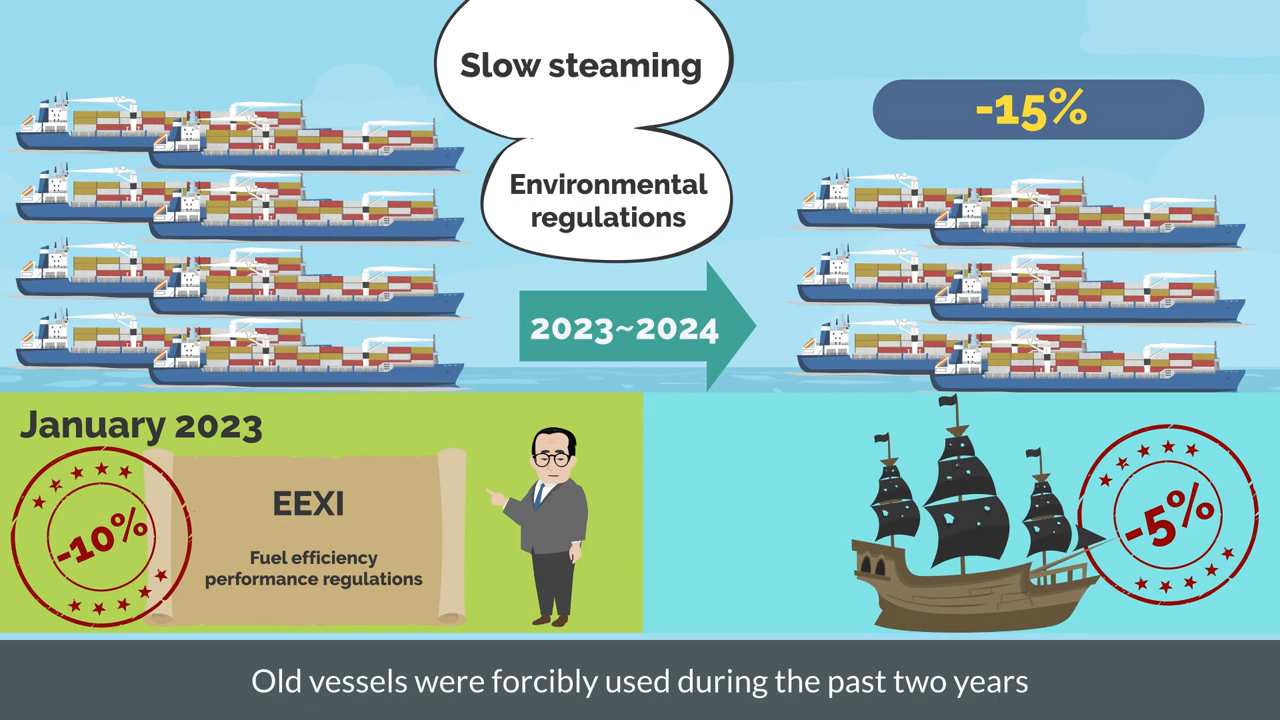 Slow steaming
Environmental
regulations
-15%
2023~2024
January 2023
-10%
EEXI
Fuel efficiency
performance regulations
-5%
Old vessels were forcibly used during the past two years